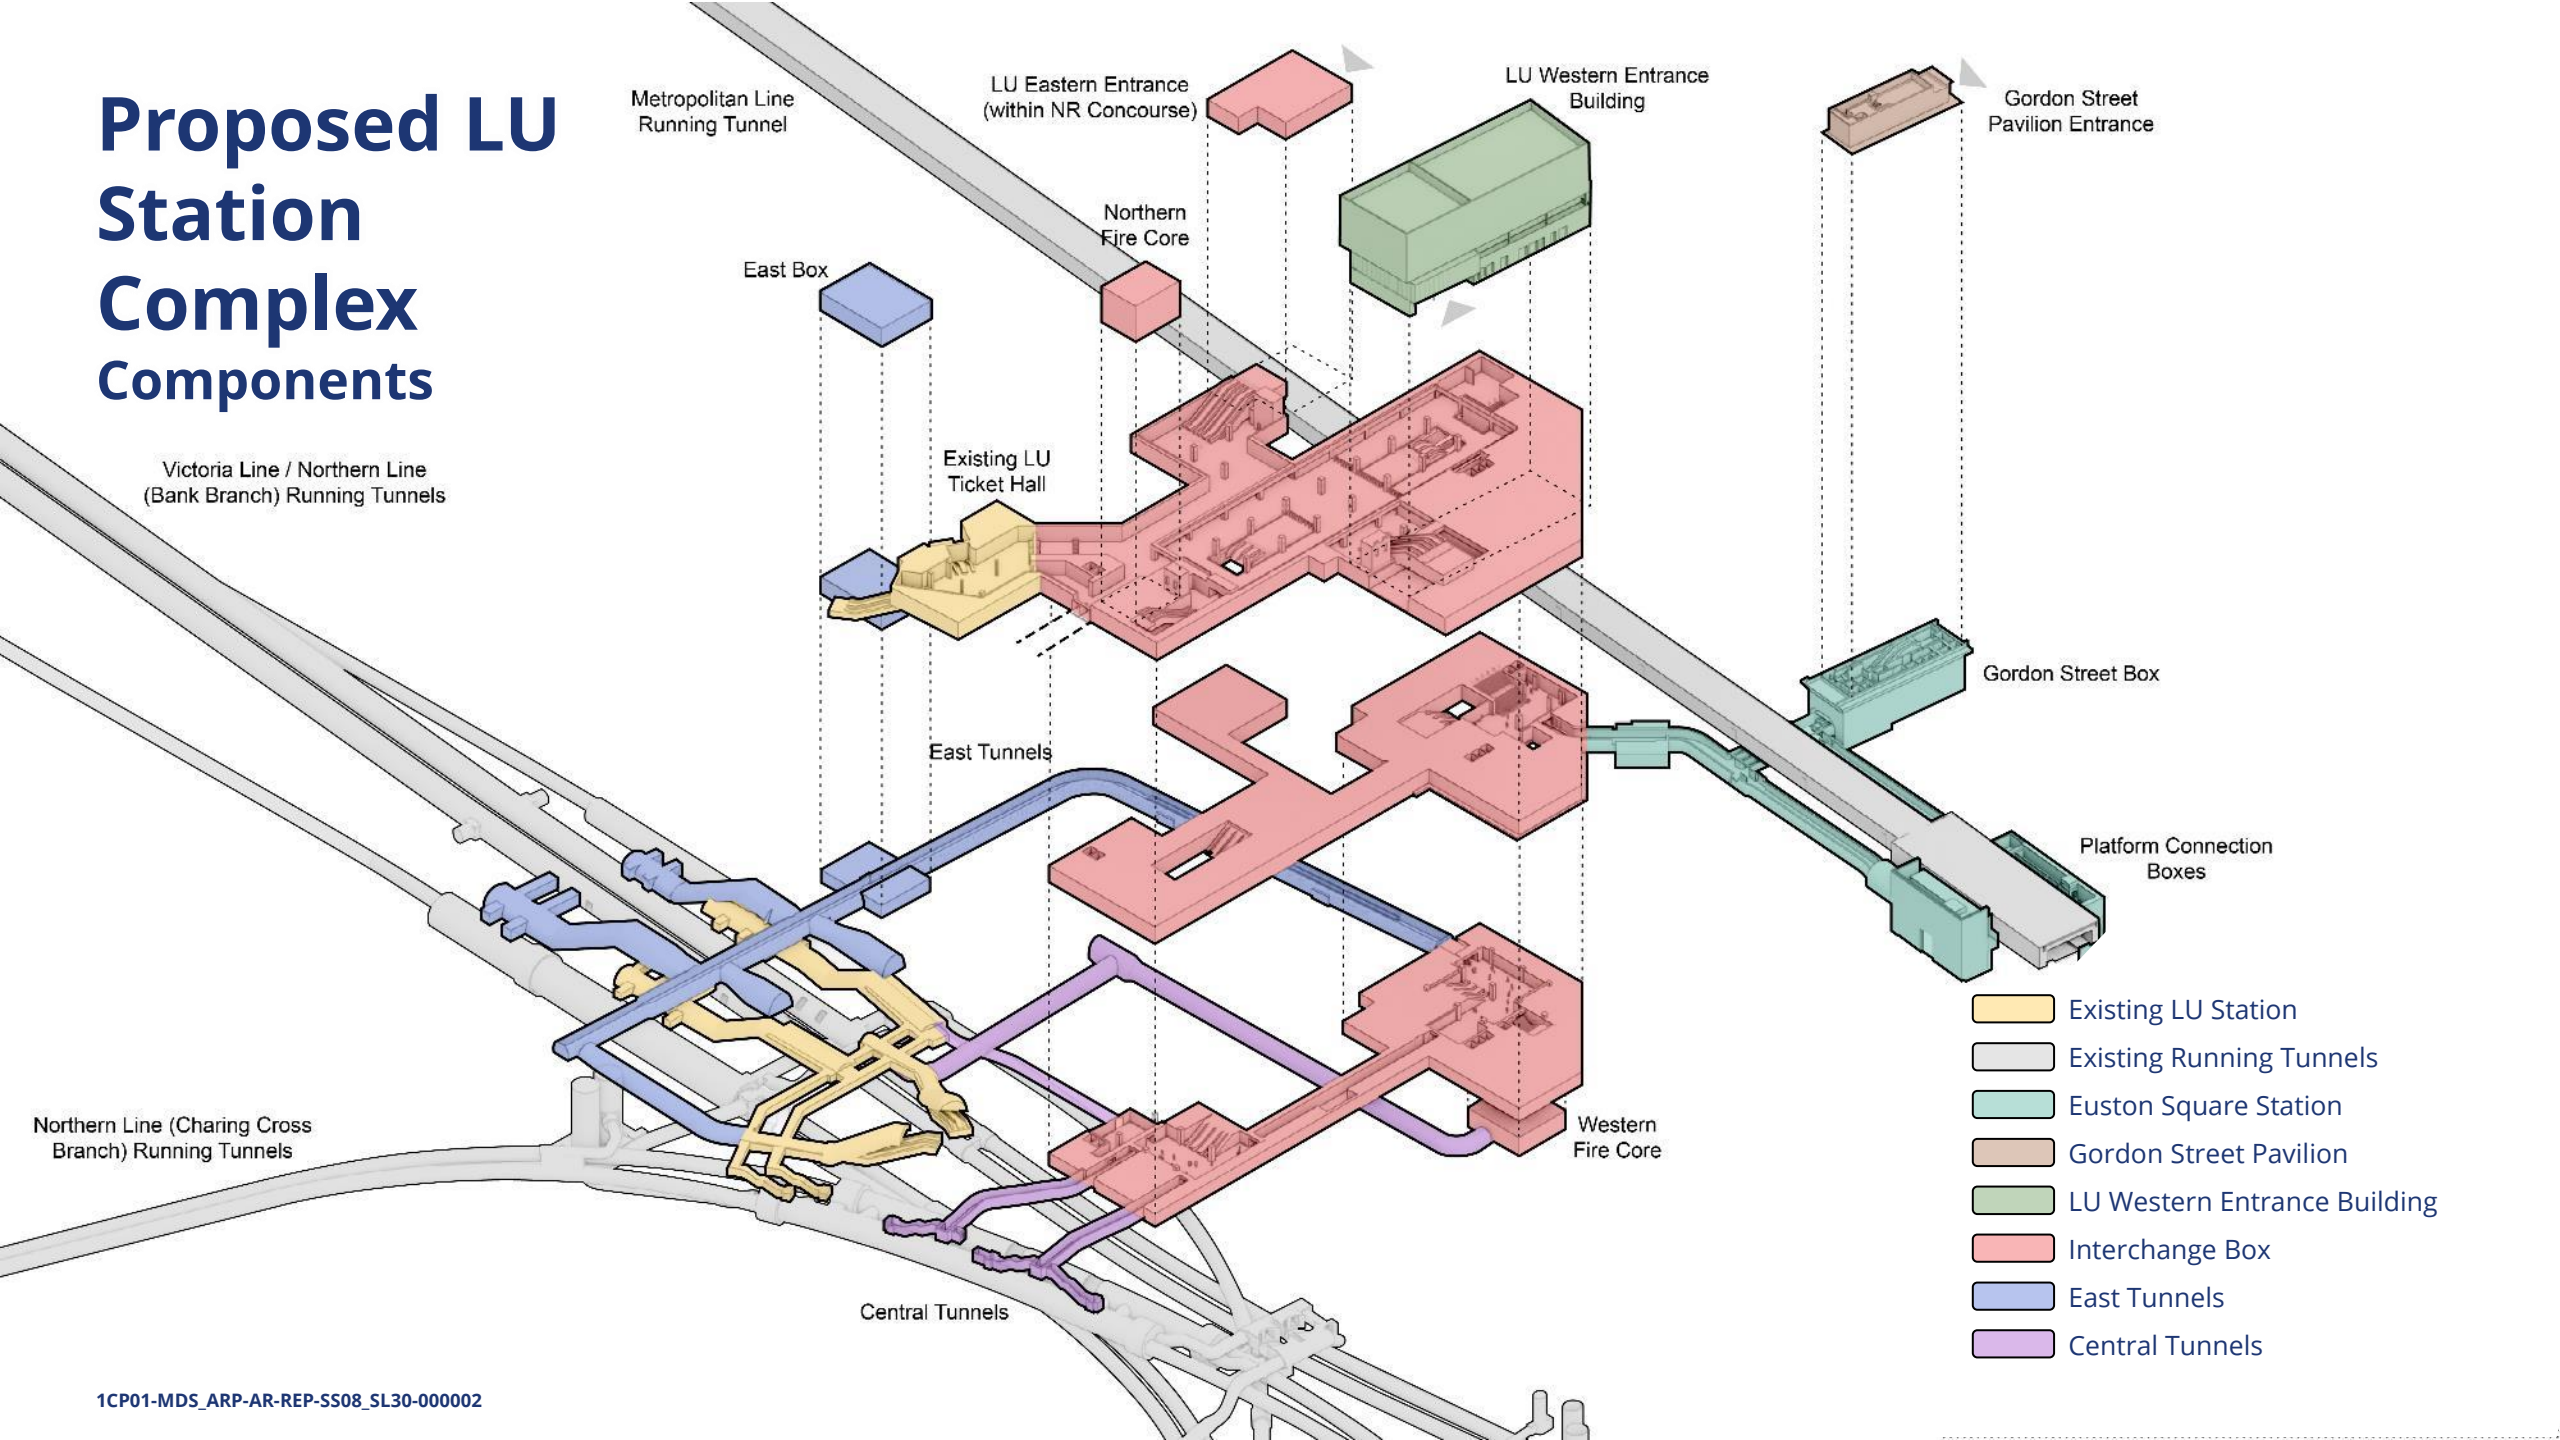 Proposed LU
Station
Complex
Components
Metropolitan Line
Running Tunnel
LU Eastern Entrance
(within NR Concourse)
LU Western Entrance
Building
Gordon Street
Pavilion Entrance
Northern
Fire Core
East Box
Existing LU
Ticket Hall
Victoria Line / Northern Line
(Bank Branch) Running Tunnels
Gordon Street Box
East Tunnels
Platform Connection
Boxes
Northern Line (Charing Cross
Branch) Running Tunnels
Western
Fire Core
Central Tunnels
Existing LU Station
Existing Running Tunnels
Euston Square Station
Gordon Street Pavilion
LU Western Entrance Building
Interchange Box
East Tunnels
Central Tunnels
1CP01-MDS_ARP-AR-REP-SS08_SL30-000002